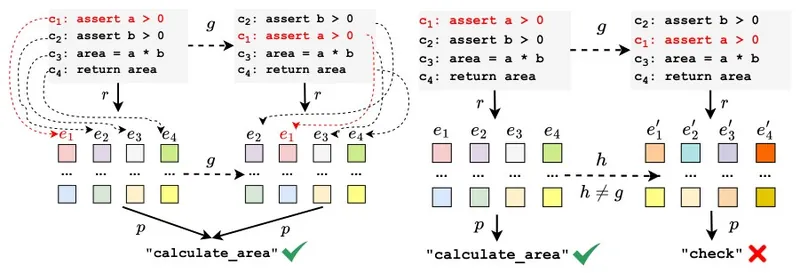 c₁: assert a > 0
c₂: assert b > 0
c₃: area = a * b
c₄: return area
g
c₂: assert b > 0
c₁: assert a > 0
c₃: area = a * b
c₄: return area
r
r
e₁ e₂ e₃ e₄
e₂ e₁ e₃ e₄
... ... ... ...
g
... ... ... ...
p
p
"calculate_area"
c₁: assert a > 0
c₂: assert b > 0
c₃: area = a * b
c₄: return area
g
c₂: assert b > 0
c₁: assert a > 0
c₃: area = a * b
c₄: return area
r
r
e₁ e₂ e₃ e₄
e′₁ e′₂ e′₃ e′₄
... ... ... ...
h
h ≠ g
... ... ... ...
p
p
"calculate_area"
"check"